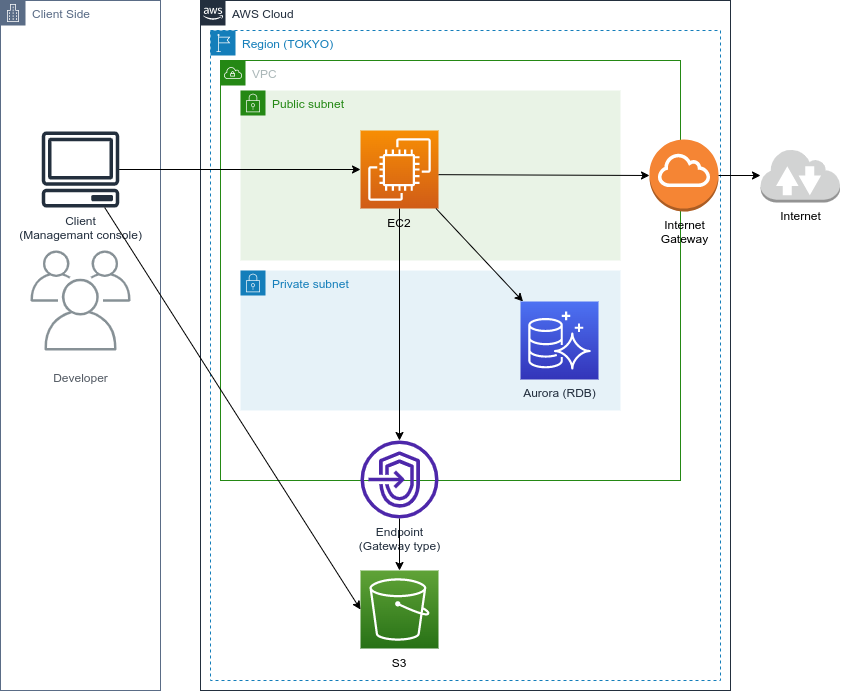 Client Side
aws
AWS Cloud
Region (TOKYO)
VPC
Public subnet
EC2
Client
(Managemant console)
Internet
Gateway
Internet
Private subnet
Developer
Aurora (RDB)
Endpoint
(Gateway type)
S3